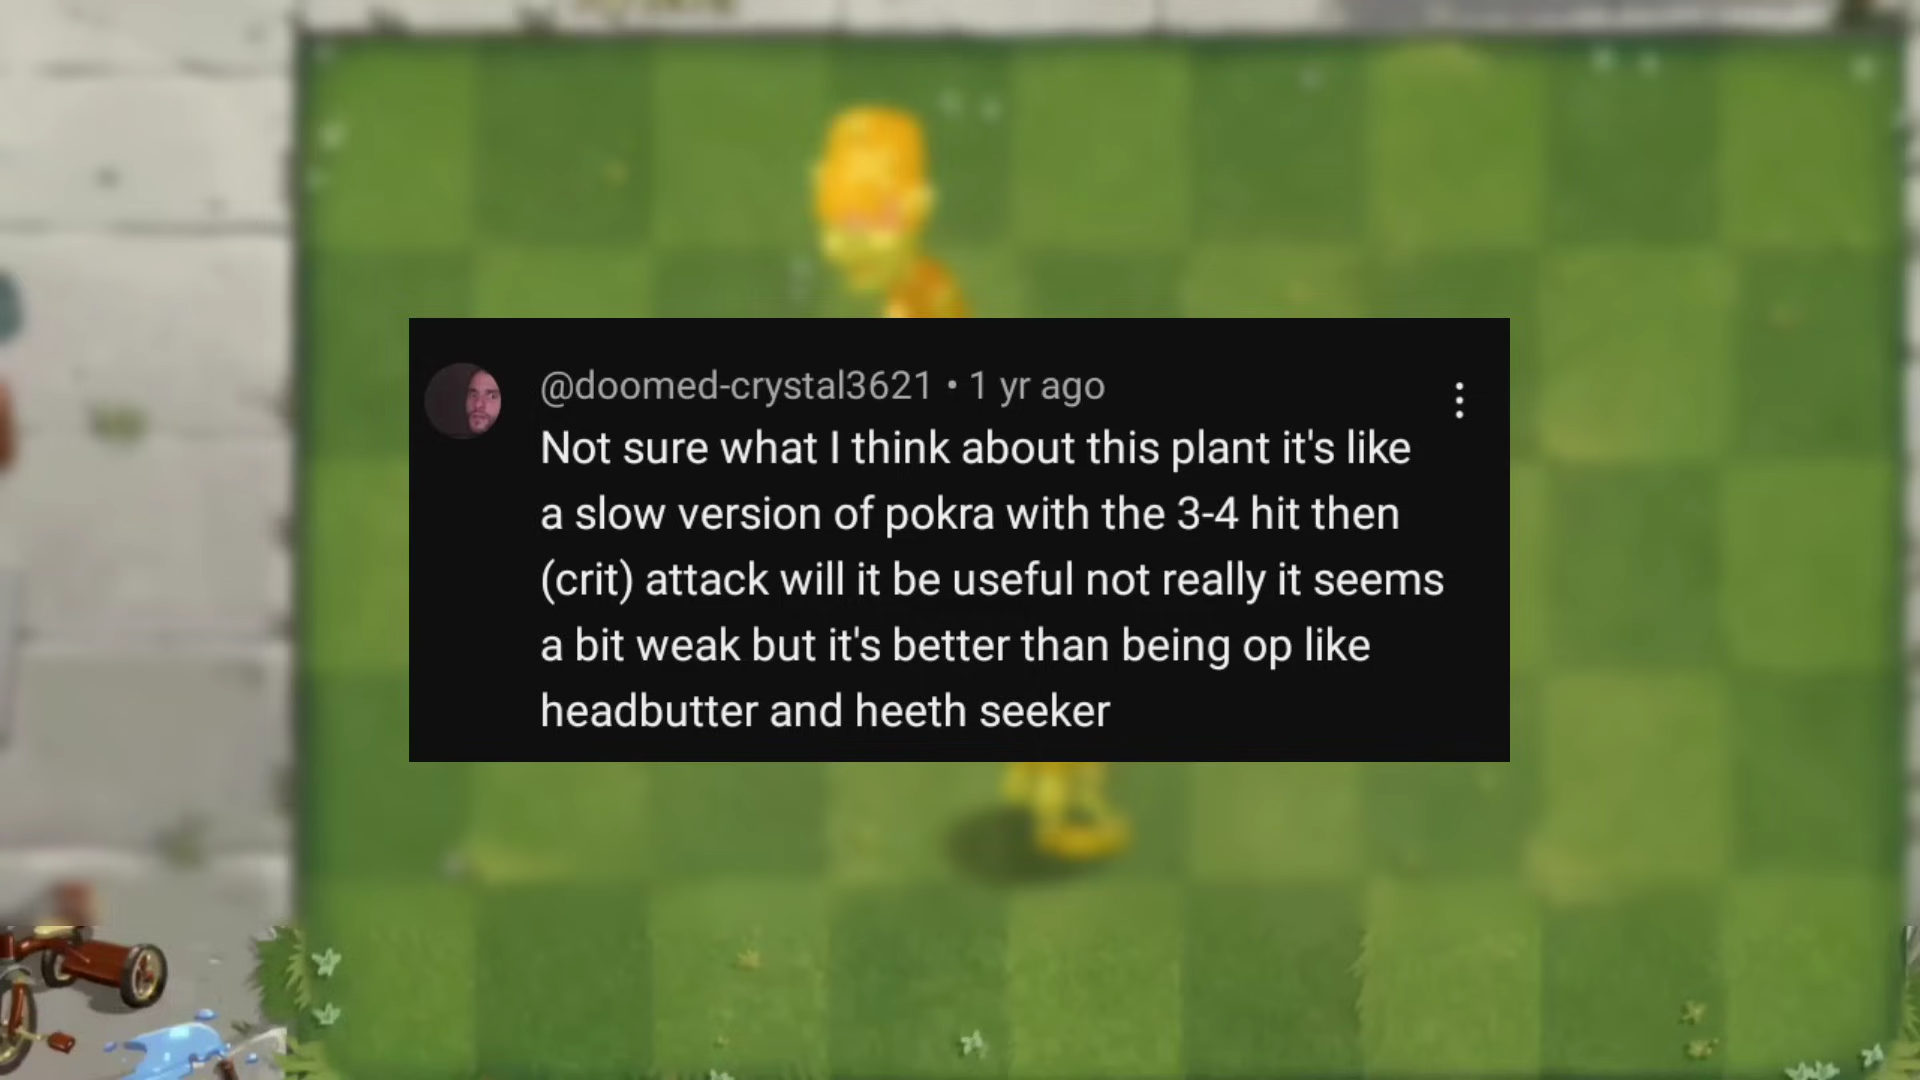 @doomed-crystal3621 • 1 yr ago
Not sure what I think about this plant it's like
a slow version of pokra with the 3-4 hit then
(crit) attack will it be useful not really it seems
a bit weak but it's better than being op like
headbutter and heeth seeker